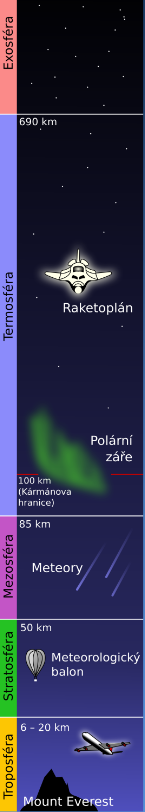 Exosféra
690 km
Termosféra
Raketoplán
Polární
záře
100 km
(Kármánova
hranice)
85 km
Mezosféra
Meteory
50 km
Stratosféra
Meteorologický
balon
6 – 20 km
Troposféra
Mount Everest